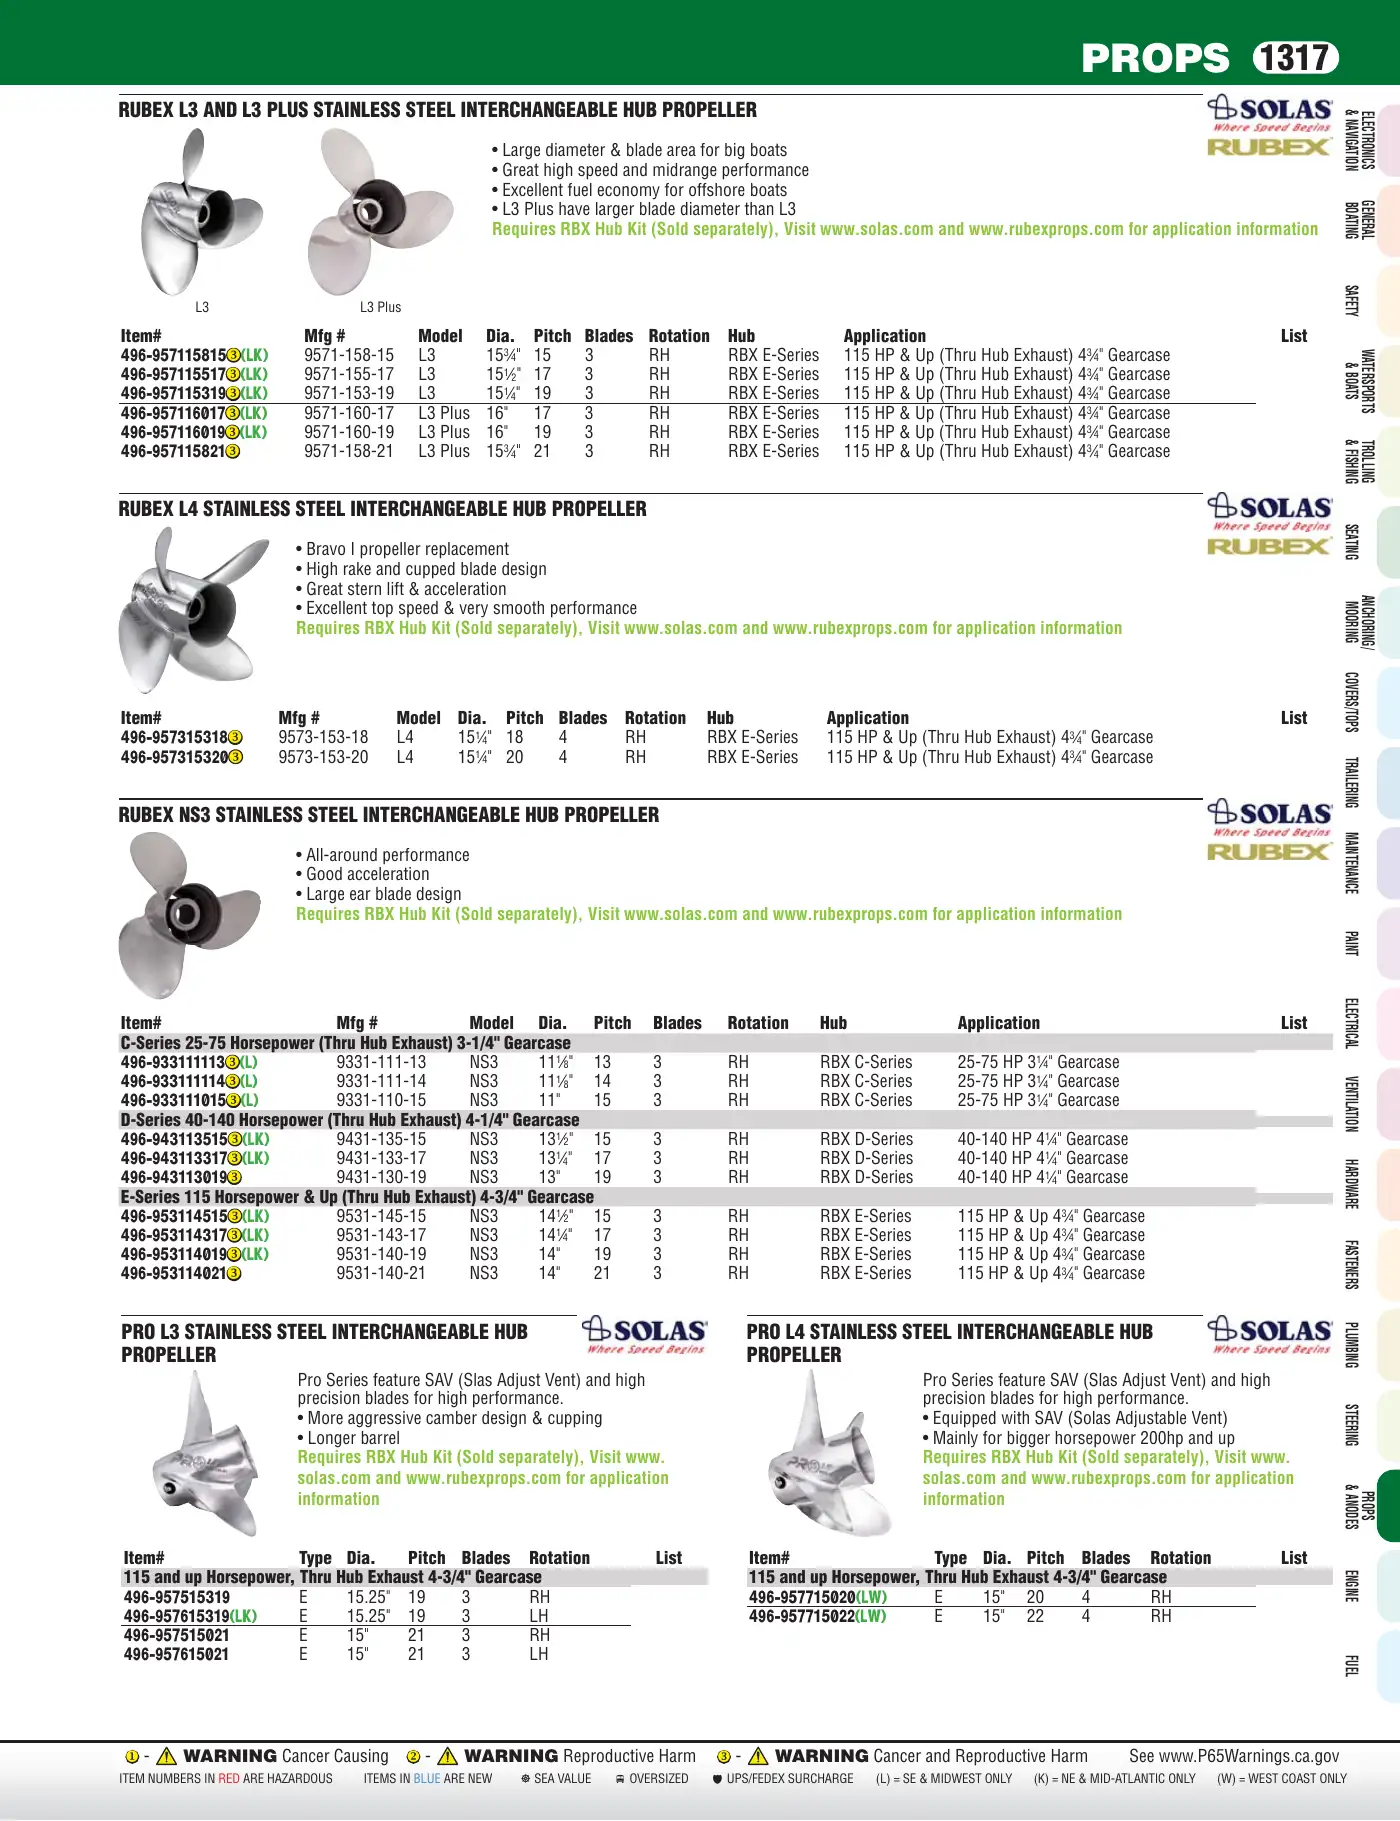 PROPS 1317
RUBEX L3 AND L3 PLUS STAINLESS STEEL INTERCHANGEABLE HUB PROPELLER
SOLAS
Where Speed Begins
RUBEX
• Large diameter & blade area for big boats
• Great high speed and midrange performance
• Excellent fuel economy for offshore boats
• L3 Plus have larger blade diameter than L3
Requires RBX Hub Kit (Sold separately), Visit www.solas.com and www.rubexprops.com for application information
L3 L3 Plus
Item# Mfg # Model Dia. Pitch Blades Rotation Hub Application List
496-957115815 3 (LK) 9571-158-15 L3 15¾" 15 3 RH RBX E-Series 115 HP & Up (Thru Hub Exhaust) 4¾" Gearcase
496-957115517 3 (LK) 9571-155-17 L3 15½" 17 3 RH RBX E-Series 115 HP & Up (Thru Hub Exhaust) 4¾" Gearcase
496-957115319 3 (LK) 9571-153-19 L3 15¼" 19 3 RH RBX E-Series 115 HP & Up (Thru Hub Exhaust) 4¾" Gearcase
496-957116017 3 (LK) 9571-160-17 L3 Plus 16" 17 3 RH RBX E-Series 115 HP & Up (Thru Hub Exhaust) 4¾" Gearcase
496-957116019 3 (LK) 9571-160-19 L3 Plus 16" 19 3 RH RBX E-Series 115 HP & Up (Thru Hub Exhaust) 4¾" Gearcase
496-957115821 3 9571-158-21 L3 Plus 15¾" 21 3 RH RBX E-Series 115 HP & Up (Thru Hub Exhaust) 4¾" Gearcase
RUBEX L4 STAINLESS STEEL INTERCHANGEABLE HUB PROPELLER
SOLAS
Where Speed Begins
RUBEX
• Bravo I propeller replacement
• High rake and cupped blade design
• Great stern lift & acceleration
• Excellent top speed & very smooth performance
Requires RBX Hub Kit (Sold separately), Visit www.solas.com and www.rubexprops.com for application information
Item# Mfg # Model Dia. Pitch Blades Rotation Hub Application List
496-957315318 3 9573-153-18 L4 15¼" 18 4 RH RBX E-Series 115 HP & Up (Thru Hub Exhaust) 4¾" Gearcase
496-957315320 3 9573-153-20 L4 15¼" 20 4 RH RBX E-Series 115 HP & Up (Thru Hub Exhaust) 4¾" Gearcase
RUBEX NS3 STAINLESS STEEL INTERCHANGEABLE HUB PROPELLER
SOLAS
Where Speed Begins
RUBEX
• All-around performance
• Good acceleration
• Large ear blade design
Requires RBX Hub Kit (Sold separately), Visit www.solas.com and www.rubexprops.com for application information
Item# Mfg # Model Dia. Pitch Blades Rotation Hub Application List
C-Series 25-75 Horsepower (Thru Hub Exhaust) 3-1/4" Gearcase
496-933111113 3 (L) 9331-111-13 NS3 11⅛" 13 3 RH RBX C-Series 25-75 HP 3¼" Gearcase
496-933111114 3 (L) 9331-111-14 NS3 11⅛" 14 3 RH RBX C-Series 25-75 HP 3¼" Gearcase
496-933111015 3 (L) 9331-110-15 NS3 11" 15 3 RH RBX C-Series 25-75 HP 3¼" Gearcase
D-Series 40-140 Horsepower (Thru Hub Exhaust) 4-1/4" Gearcase
496-943113515 3 (LK) 9431-135-15 NS3 13½" 15 3 RH RBX D-Series 40-140 HP 4¼" Gearcase
496-943113317 3 (LK) 9431-133-17 NS3 13¼" 17 3 RH RBX D-Series 40-140 HP 4¼" Gearcase
496-943113019 3 9431-130-19 NS3 13" 19 3 RH RBX D-Series 40-140 HP 4¼" Gearcase
E-Series 115 Horsepower & Up (Thru Hub Exhaust) 4-3/4" Gearcase
496-953114515 3 (LK) 9531-145-15 NS3 14½" 15 3 RH RBX E-Series 115 HP & Up 4¾" Gearcase
496-953114317 3 (LK) 9531-143-17 NS3 14¼" 17 3 RH RBX E-Series 115 HP & Up 4¾" Gearcase
496-953114019 3 (LK) 9531-140-19 NS3 14" 19 3 RH RBX E-Series 115 HP & Up 4¾" Gearcase
496-953114021 3 9531-140-21 NS3 14" 21 3 RH RBX E-Series 115 HP & Up 4¾" Gearcase
PRO L3 STAINLESS STEEL INTERCHANGEABLE HUB
PROPELLER
SOLAS
Where Speed Begins
Pro Series feature SAV (Slas Adjust Vent) and high
precision blades for high performance.
• More aggressive camber design & cupping
• Longer barrel
Requires RBX Hub Kit (Sold separately), Visit www.
solas.com and www.rubexprops.com for application
information
Item# Type Dia. Pitch Blades Rotation List
115 and up Horsepower, Thru Hub Exhaust 4-3/4" Gearcase
496-957515319 E 15.25" 19 3 RH
496-957615319(LK) E 15.25" 19 3 LH
496-957515021 E 15" 21 3 RH
496-957615021 E 15" 21 3 LH
PRO L4 STAINLESS STEEL INTERCHANGEABLE HUB
PROPELLER
SOLAS
Where Speed Begins
Pro Series feature SAV (Slas Adjust Vent) and high
precision blades for high performance.
• Equipped with SAV (Solas Adjustable Vent)
• Mainly for bigger horsepower 200hp and up
Requires RBX Hub Kit (Sold separately), Visit www.
solas.com and www.rubexprops.com for application
information
Item# Type Dia. Pitch Blades Rotation List
115 and up Horsepower, Thru Hub Exhaust 4-3/4" Gearcase
496-957715020(LW) E 15" 20 4 RH
496-957715022(LW) E 15" 22 4 RH
ELECTRONICS
& NAVIGATION
GENERAL
BOATING
SAFETY
WATERSPORTS
& BOATS
TROLLING
& FISHING
SEATING
ANCHORING/
MOORING
COVERS/TOPS
TRAILERING
MAINTENANCE
PAINT
ELECTRICAL
VENTILATION
HARDWARE
FASTENERS
PLUMBING
STEERING
PROPS
& ANODES
ENGINE
FUEL
1 - WARNING Cancer Causing 2 - WARNING Reproductive Harm 3 - WARNING Cancer and Reproductive Harm See www.P65Warnings.ca.gov
ITEM NUMBERS IN RED ARE HAZARDOUS ITEMS IN BLUE ARE NEW SEA VALUE OVERSIZED UPS/FEDEX SURCHARGE (L) = SE & MIDWEST ONLY (K) = NE & MID-ATLANTIC ONLY (W) = WEST COAST ONLY